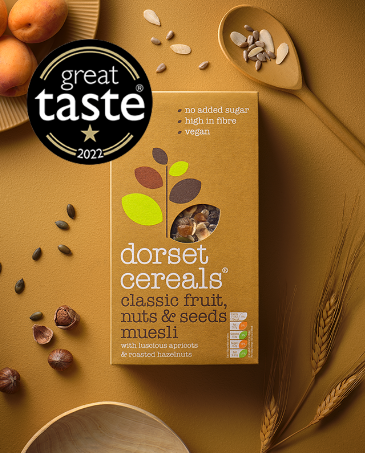 great
taste®
2022
no added sugar
high in fibre
vegan
dorset
cereals®
classic fruit,
nuts & seeds
muesli
with luscious apricots
& roasted hazelnuts